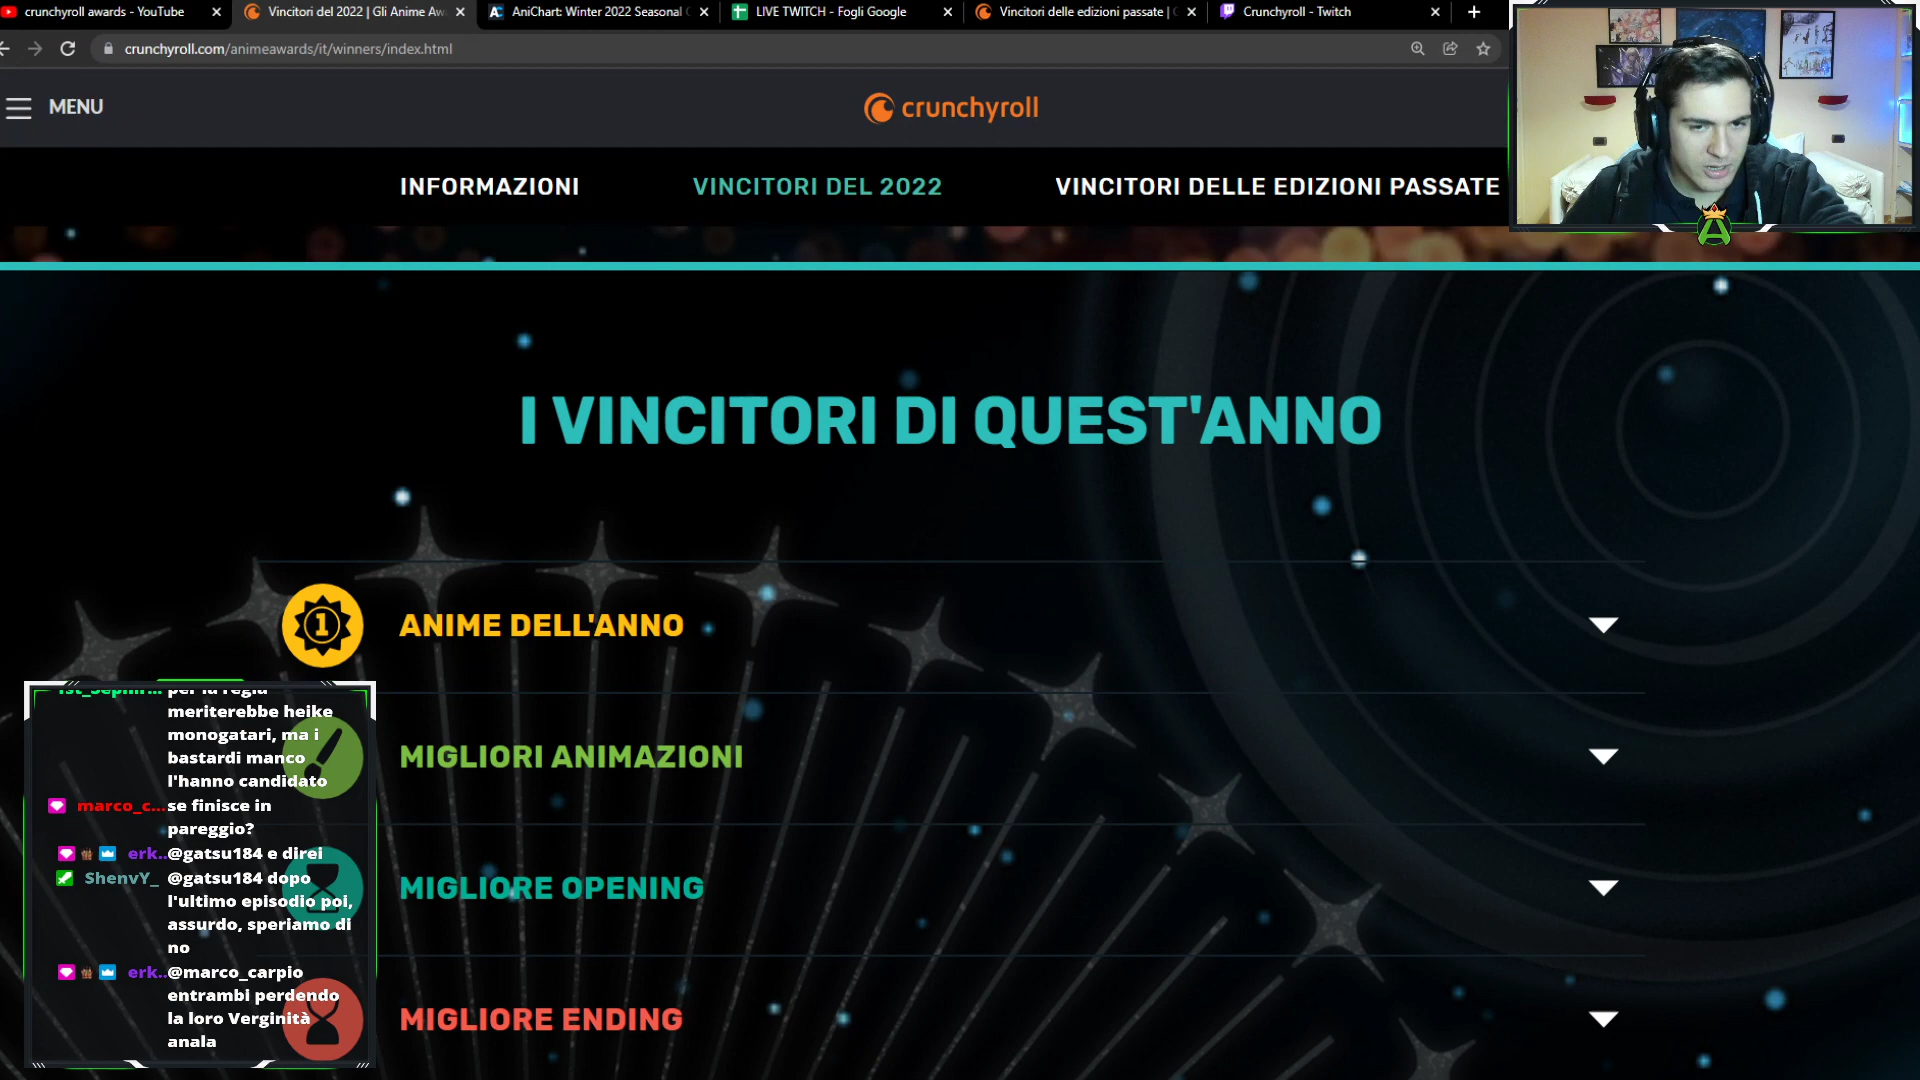 crunchyroll awards - YouTube
Vincitori del 2022 | Gli Anime Aw
AniChart: Winter 2022 Seasonal
LIVE TWITCH - Fogli Google
Vincitori delle edizioni passate |
Crunchyroll - Twitch
crunchyroll.com/animeawards/it/winners/index.html
MENU
crunchyroll
INFORMAZIONI
VINCITORI DEL 2022
VINCITORI DELLE EDIZIONI PASSATE
I VINCITORI DI QUEST'ANNO
1
ANIME DELL'ANNO
MIGLIORI ANIMAZIONI
MIGLIORE OPENING
MIGLIORE ENDING
per la regia
meriterebbe heike
monogatari, ma i
bastardi manco
l'hanno candidato
marco_c... se finisce in
pareggio?
erk.. @gatsu184 e direi
ShenvY_ @gatsu184 dopo
l'ultimo episodio poi,
assurdo, speriamo di
no
erk.. @marco_carpio
entrambi perdendo
la loro Verginità
anala